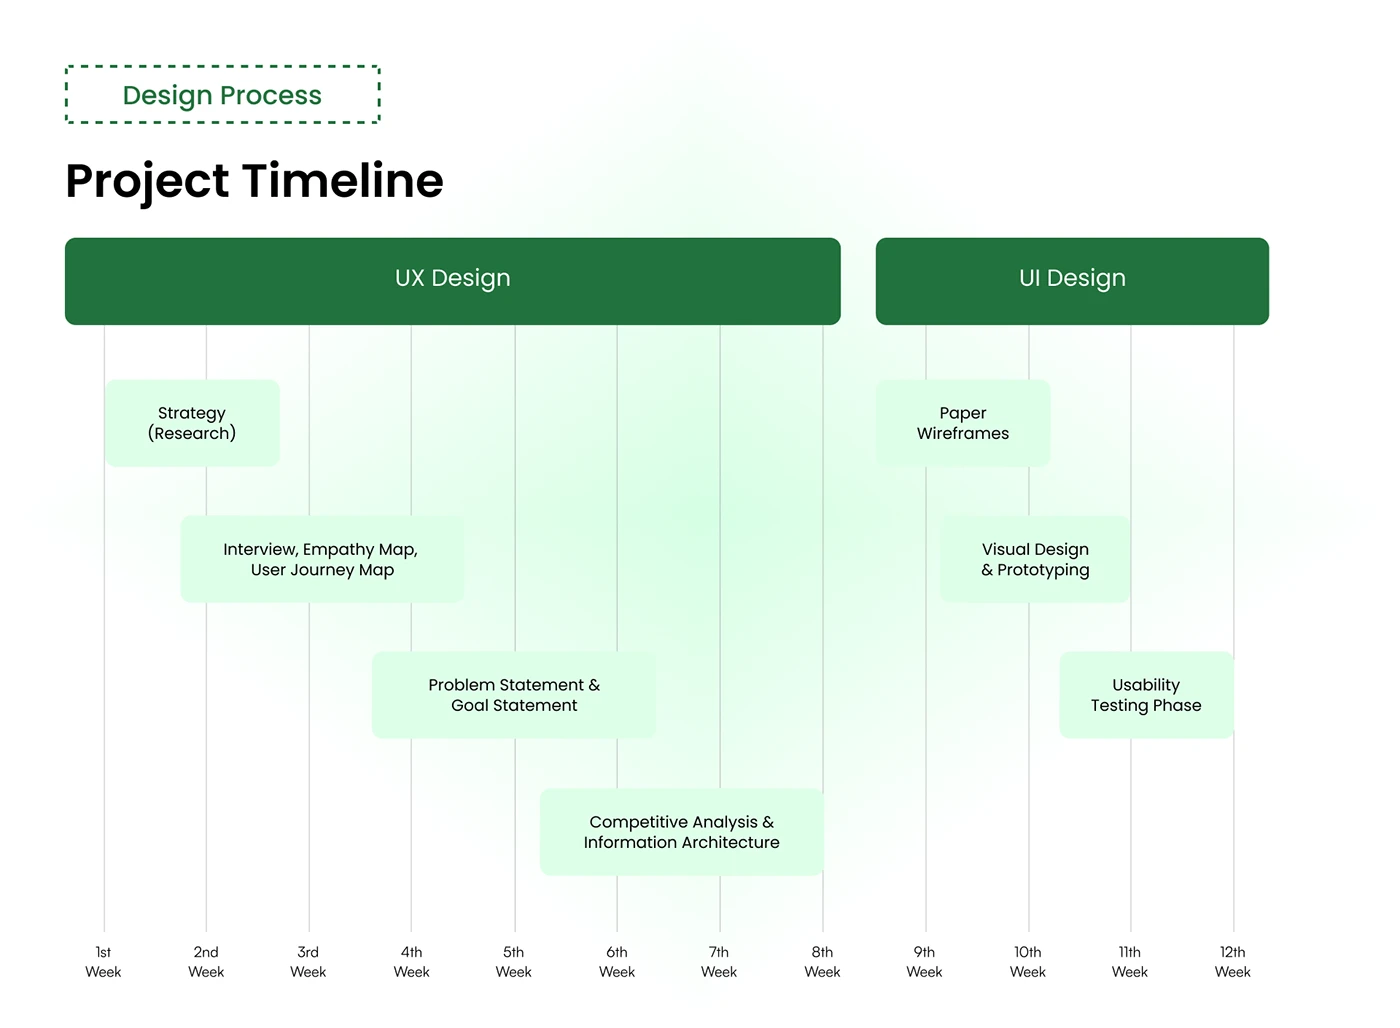 Design Process
Project Timeline
UX Design
UI Design
Strategy
(Research)
Paper
Wireframes
Interview, Empathy Map,
User Journey Map
Visual Design
& Prototyping
Problem Statement &
Goal Statement
Usability
Testing Phase
Competitive Analysis &
Information Architecture
1st
Week
2nd
Week
3rd
Week
4th
Week
5th
Week
6th
Week
7th
Week
8th
Week
9th
Week
10th
Week
11th
Week
12th
Week